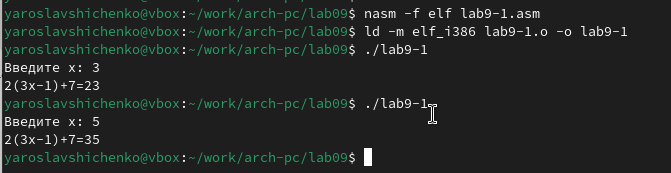 yaroslavshichenko@vbox:~/work/arch-pc/lab09$ nasm -f elf lab9-1.asm
yaroslavshichenko@vbox:~/work/arch-pc/lab09$ ld -m elf_i386 lab9-1.o -o lab9-1
yaroslavshichenko@vbox:~/work/arch-pc/lab09$ ./lab9-1
Введите x: 3
2(3x-1)+7=23
yaroslavshichenko@vbox:~/work/arch-pc/lab09$ ./lab9-1
Введите x: 5
2(3x-1)+7=35
yaroslavshichenko@vbox:~/work/arch-pc/lab09$